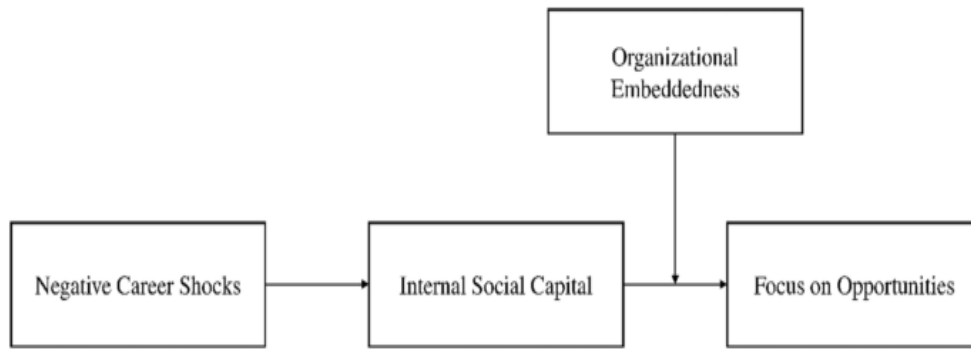 Organizational
Embeddedness
Negative Career Shocks
Internal Social Capital
Focus on Opportunities